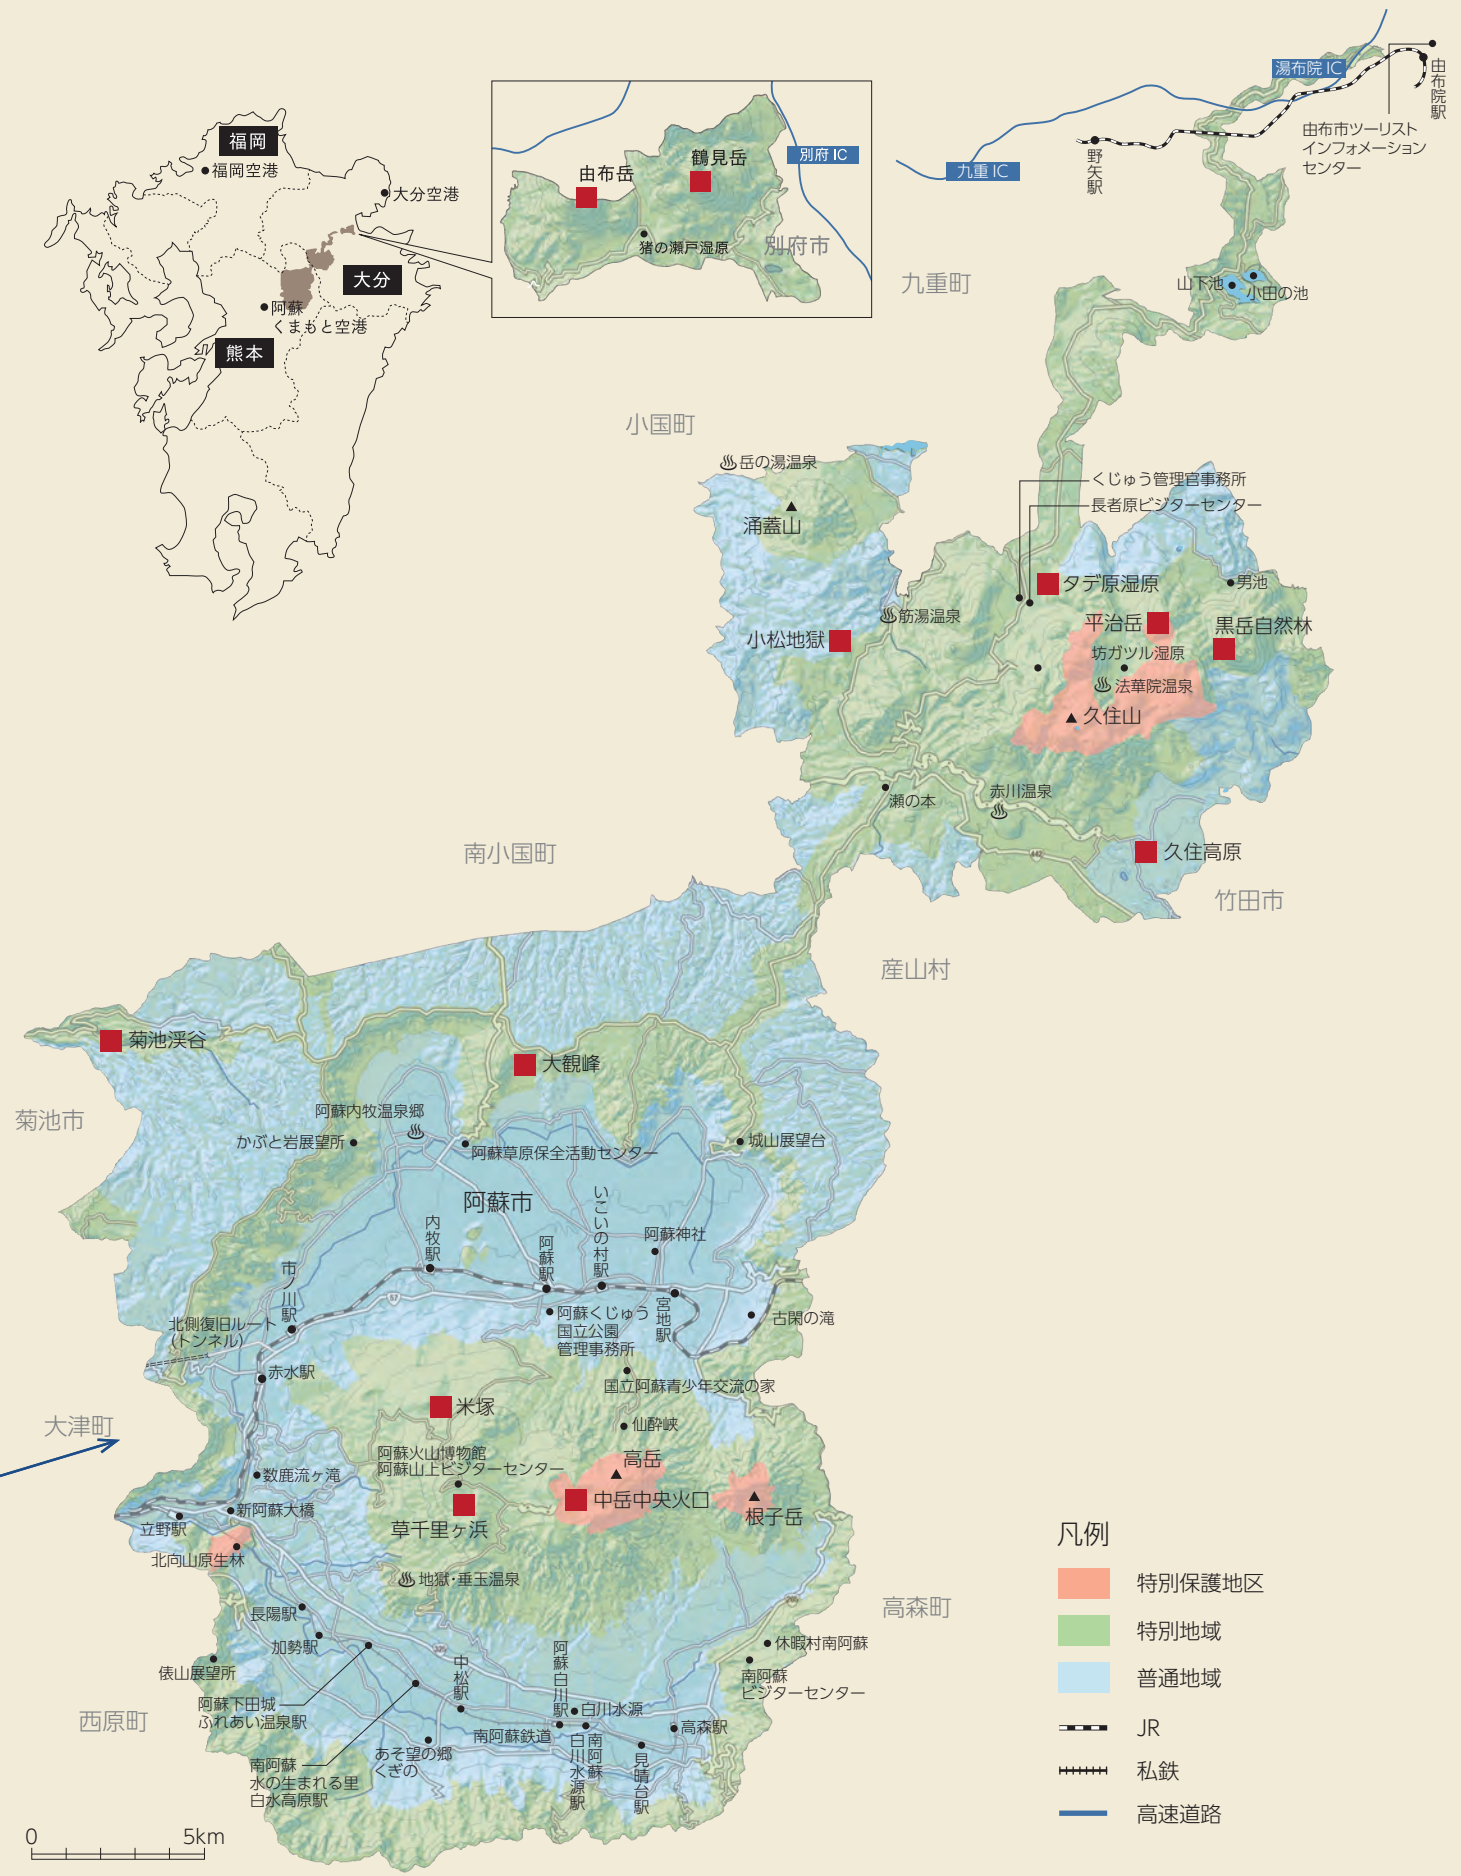 福岡
福岡空港
大分空港
大分
阿蘇
くまもと空港
熊本
由布岳
鶴見岳
別府 IC
猪の瀬戸湿原
別府市
湯布院 IC
由布院駅
由布市ツーリスト
インフォメーション
センター
野矢駅
九重 IC
九重町
山下池
小田の池
小国町
岳の湯温泉
涌蓋山
くじゅう管理官事務所
長者原ビジターセンター
タデ原湿原
男池
筋湯温泉
平治岳
黒岳自然林
小松地獄
坊ガツル湿原
法華院温泉
久住山
瀬の本
赤川温泉
442
久住高原
南小国町
竹田市
産山村
菊池渓谷
大観峰
菊池市
阿蘇内牧温泉郷
かぶと岩展望所
阿蘇草原保全活動センター
城山展望台
阿蘇市
内牧駅
阿蘇駅
いこいの村駅
阿蘇神社
市ノ川駅
57
宮地駅
北側復旧ルート
(トンネル)
阿蘇くじゅう
国立公園
管理事務所
古閑の滝
赤水駅
国立阿蘇青少年交流の家
米塚
仙酔峡
大津町
阿蘇火山博物館
阿蘇山上ビジターセンター
高岳
数鹿流ヶ滝
中岳中央火口
根子岳
新阿蘇大橋
草千里ヶ浜
立野駅
北向山原生林
地獄・垂玉温泉
265
高森町
長陽駅
加勢駅
325
休暇村南阿蘇
俵山展望所
中松駅
阿蘇白川駅
南阿蘇
ビジターセンター
阿蘇下田城
ふれあい温泉駅
白川水源
西原町
南阿蘇鉄道
高森駅
南阿蘇
白川水源駅
見晴台駅
あそ望の郷
くぎの
南阿蘇
水の生まれる里
白水高原駅
0 5km
凡例
特別保護地区
特別地域
普通地域
JR
私鉄
高速道路